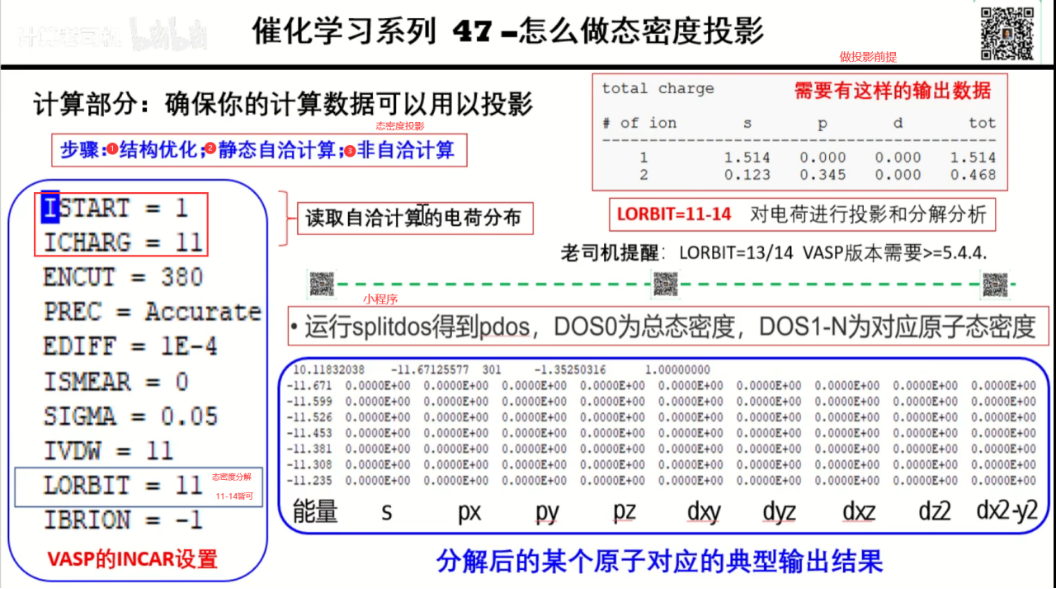 计算老司机 bilibili
催化学习系列 47 –怎么做态密度投影
做投影前提
计算部分：确保你的计算数据可以用以投影
态密度投影
步骤:①结构优化;②静态自洽计算;③非自洽计算
total charge
需要有这样的输出数据
# of ion s p d tot
1 1.514 0.000 0.000 1.514
2 0.123 0.345 0.000 0.468
LORBIT=11-14 对电荷进行投影和分解分析
老司机提醒：LORBIT=13/14 VASP版本需要>=5.4.4.
ISTART = 1
ICHARG = 11
读取自洽计算的电荷分布
ENCUT = 380
PREC = Accurate
EDIFF = 1E-4
ISMEAR = 0
SIGMA = 0.05
IVDW = 11
LORBIT = 11
态密度分解
11-14皆可
IBRION = -1
VASP的INCAR设置
小程序
• 运行splitdos得到pdos，DOS0为总态密度，DOS1-N为对应原子态密度
10.11832038 -11.67125577 301 -1.35250316 1.00000000
-11.671 0.0000E+00 0.0000E+00 0.0000E+00 0.0000E+00 0.0000E+00 0.0000E+00 0.0000E+00 0.0000E+00 0.0000E+00
-11.599 0.0000E+00 0.0000E+00 0.0000E+00 0.0000E+00 0.0000E+00 0.0000E+00 0.0000E+00 0.0000E+00 0.0000E+00
-11.526 0.0000E+00 0.0000E+00 0.0000E+00 0.0000E+00 0.0000E+00 0.0000E+00 0.0000E+00 0.0000E+00 0.0000E+00
-11.453 0.0000E+00 0.0000E+00 0.0000E+00 0.0000E+00 0.0000E+00 0.0000E+00 0.0000E+00 0.0000E+00 0.0000E+00
-11.381 0.0000E+00 0.0000E+00 0.0000E+00 0.0000E+00 0.0000E+00 0.0000E+00 0.0000E+00 0.0000E+00 0.0000E+00
-11.308 0.0000E+00 0.0000E+00 0.0000E+00 0.0000E+00 0.0000E+00 0.0000E+00 0.0000E+00 0.0000E+00 0.0000E+00
-11.235 0.0000E+00 0.0000E+00 0.0000E+00 0.0000E+00 0.0000E+00 0.0000E+00 0.0000E+00 0.0000E+00 0.0000E+00
能量 s px py pz dxy dyz dxz dz2 dx2-y2
分解后的某个原子对应的典型输出结果